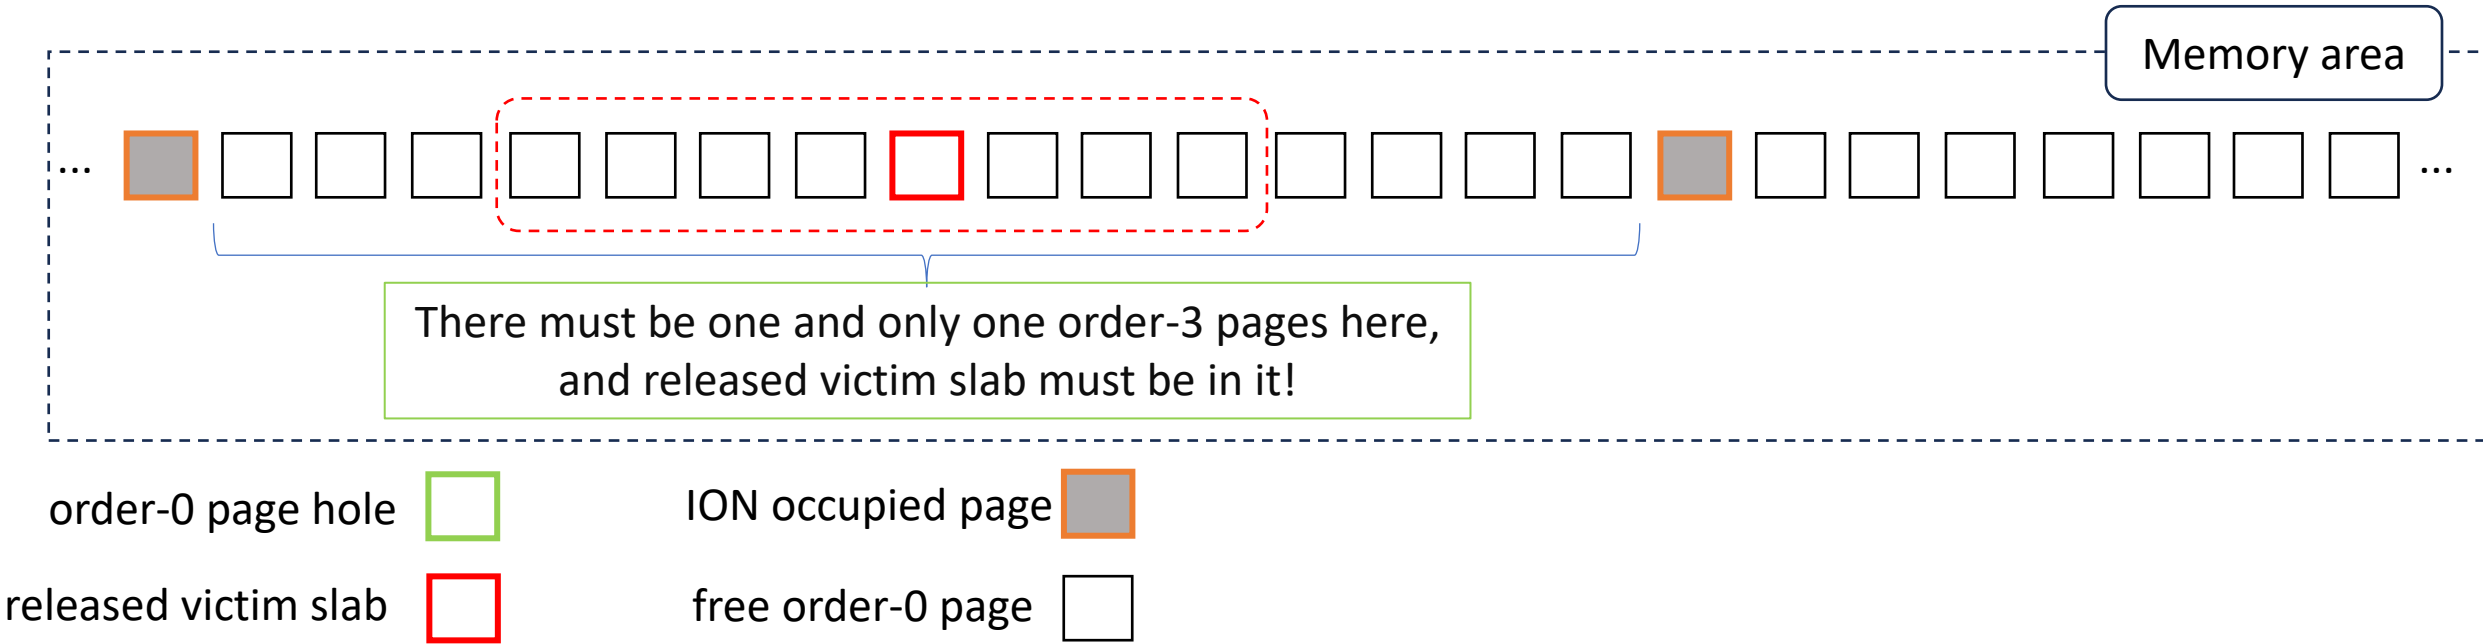 Memory area
...
...
There must be one and only one order-3 pages here,
and released victim slab must be in it!
order-0 page hole
ION occupied page
released victim slab
free order-0 page